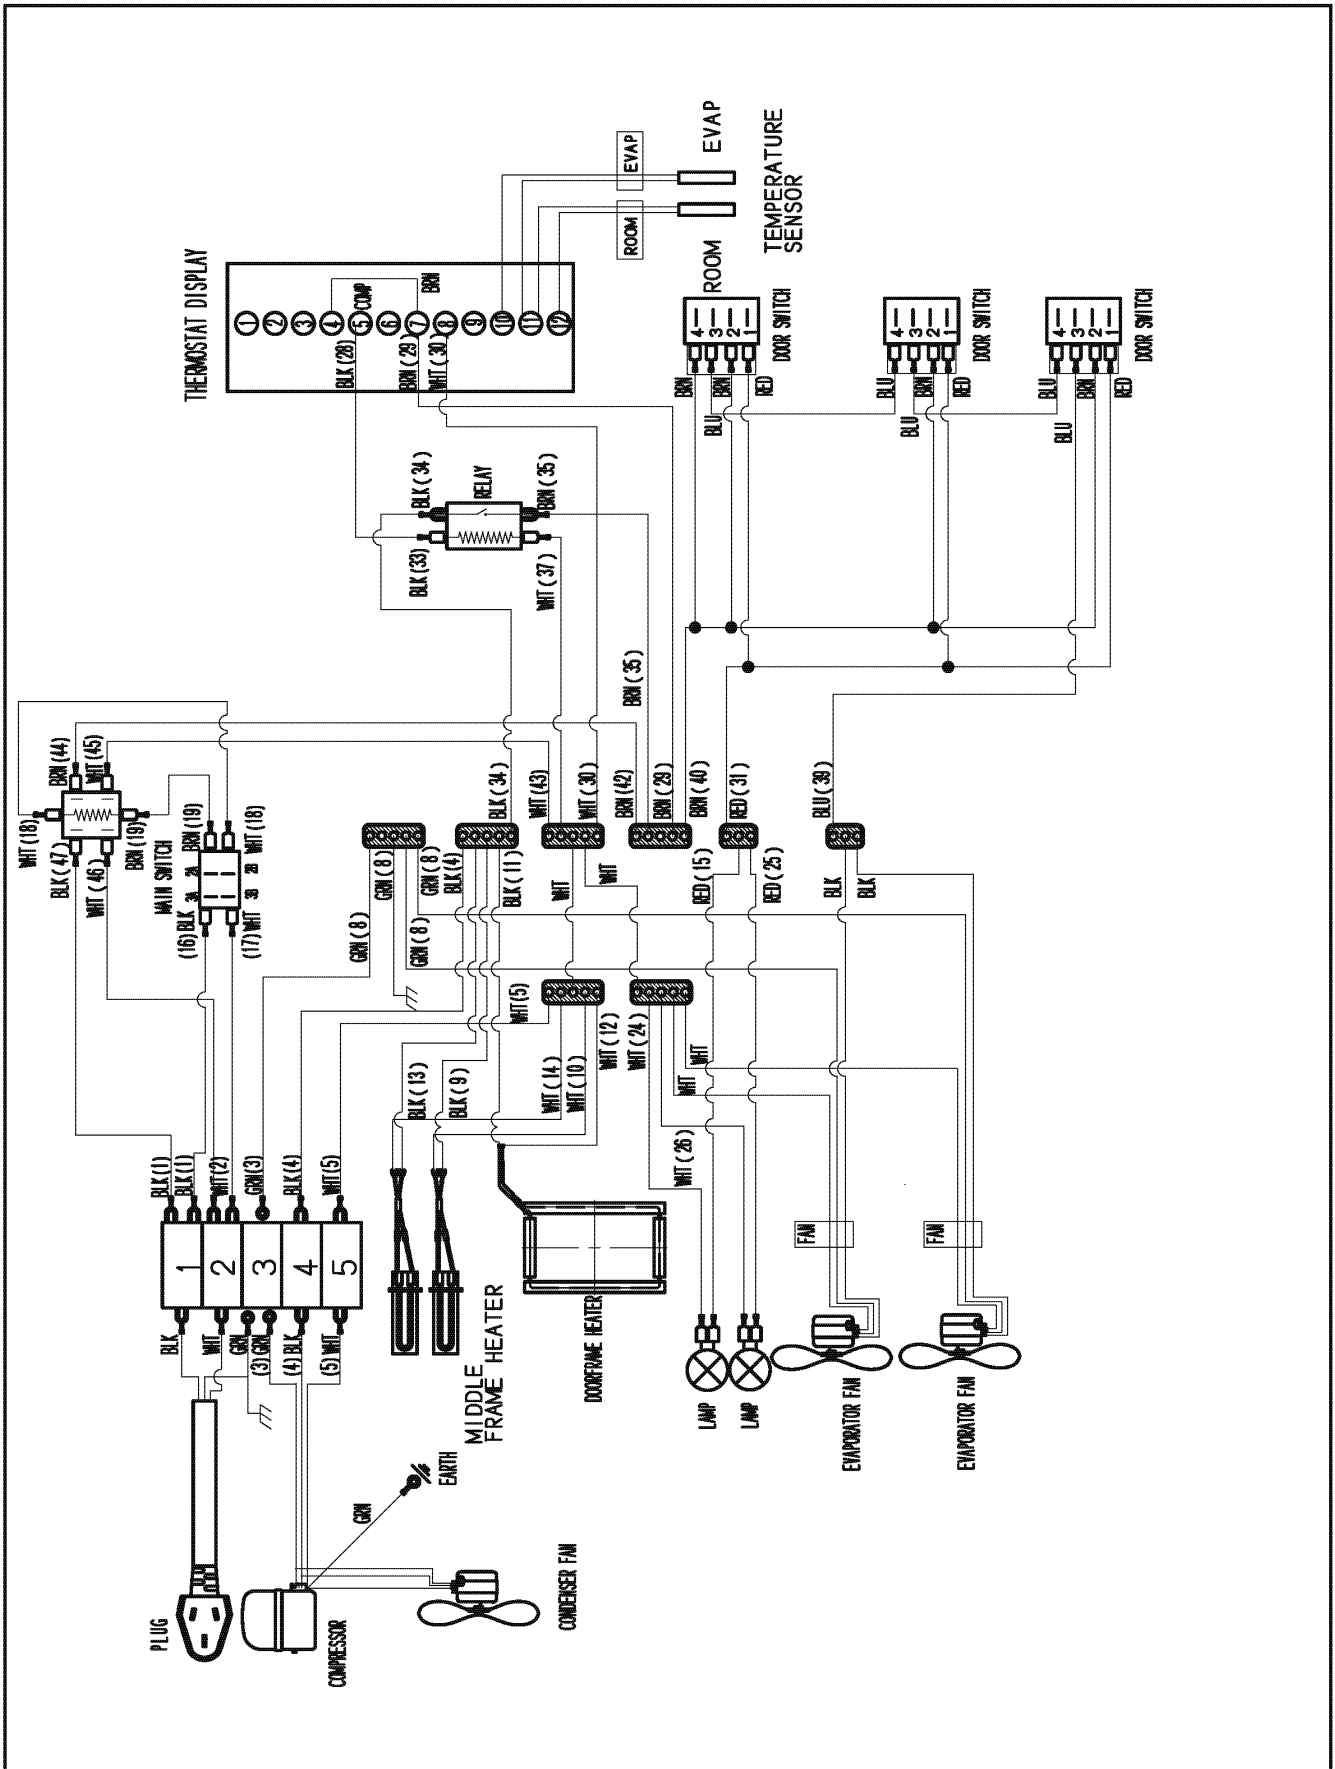 THERMOSTAT DISPLAY
1
2
3
4
5
COMP
6
7
BRN
8
9
10
11
12
BLK(28)
BRN(29)
WHT(30)
EVAP
ROOM
EVAP
ROOM
TEMPERATURE
SENSOR
4
3
2
1
DOOR SWITCH
BRN
BLU
BRN
RED
4
3
2
1
DOOR SWITCH
BLU
BLU
BRN
RED
4
3
2
1
DOOR SWITCH
BLU
BLU
BRN
RED
BLK(34)
RELAY
BRN(35)
BLK(33)
WHT(37)
BRN(35)
BRN(44)
WHT(45)
WHT(18)
BRN(19)
BLK(47)
WHT(46)
MAIN SWITCH
BRN(19)
WHT(18)
3A 2A
3B 2B
(16)BLK
(17)WHT
BLK(34)
WHT(43)
WHT(30)
BRN(42)
BRN(29)
BRN(40)
RED(31)
BLU(39)
GRN(8)
GRN(8)
GRN(8)
GRN(8)
BLK(4)
BLK(11)
WHT
WHT
RED(15)
RED(25)
BLK
BLK
WHT(5)
WHT(14)
WHT(10)
WHT(12)
WHT(24)
WHT
WHT
WHT(26)
BLK(13)
BLK(9)
BLK(1)
BLK(1)
WHT(2)
GRN(3)
BLK(4)
WHT(5)
1
2
3
4
5
BLK
WHT
GRN
(3)GRN
(4)BLK
(5)WHT
MIDDLE
FRAME HEATER
DOORFRAME HEATER
LAMP
LAMP
FAN
FAN
EVAPORATOR FAN
EVAPORATOR FAN
GRN
EARTH
PLUG
COMPRESSOR
CONDENSER FAN